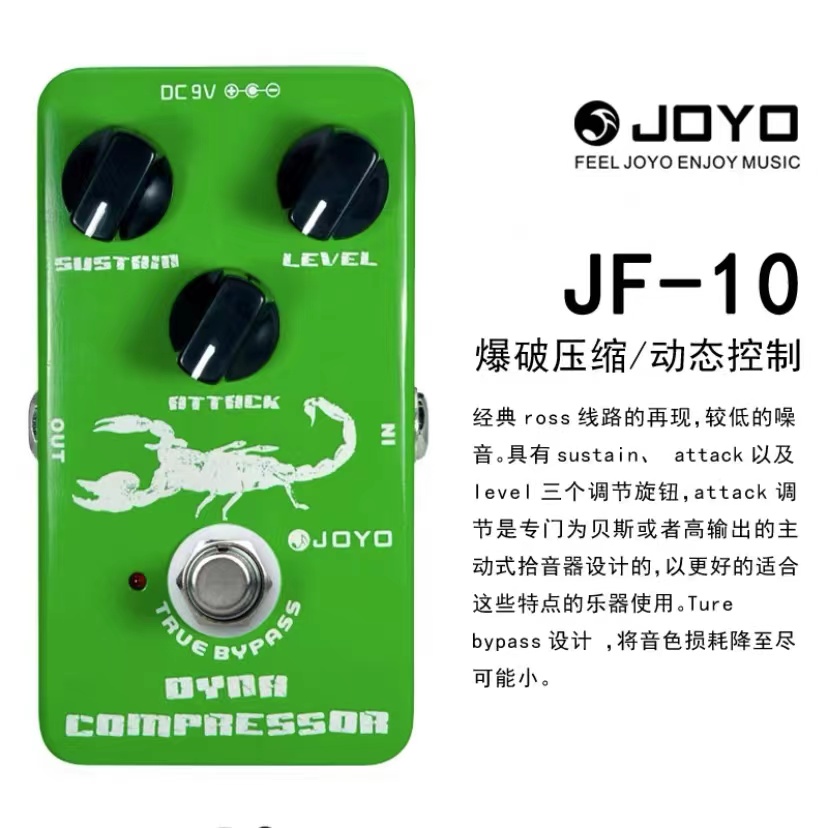 DC 9V
SUSTAIN
LEVEL
ATTACK
OUT
IN
JOYO
TRUE BYPASS
DYNA
COMPRESSOR
JOYO
FEEL JOYO ENJOY MUSIC
JF-10
爆破压缩/动态控制
经典 ross 线路的再现,较低的噪
音。具有 sustain、 attack 以及
level 三个调节旋钮,attack 调
节是专门为贝斯或者高输出的主
动式拾音器设计的,以更好的适合
这些特点的乐器使用。Ture
bypass 设计 ,将音色损耗降至尽
可能小。